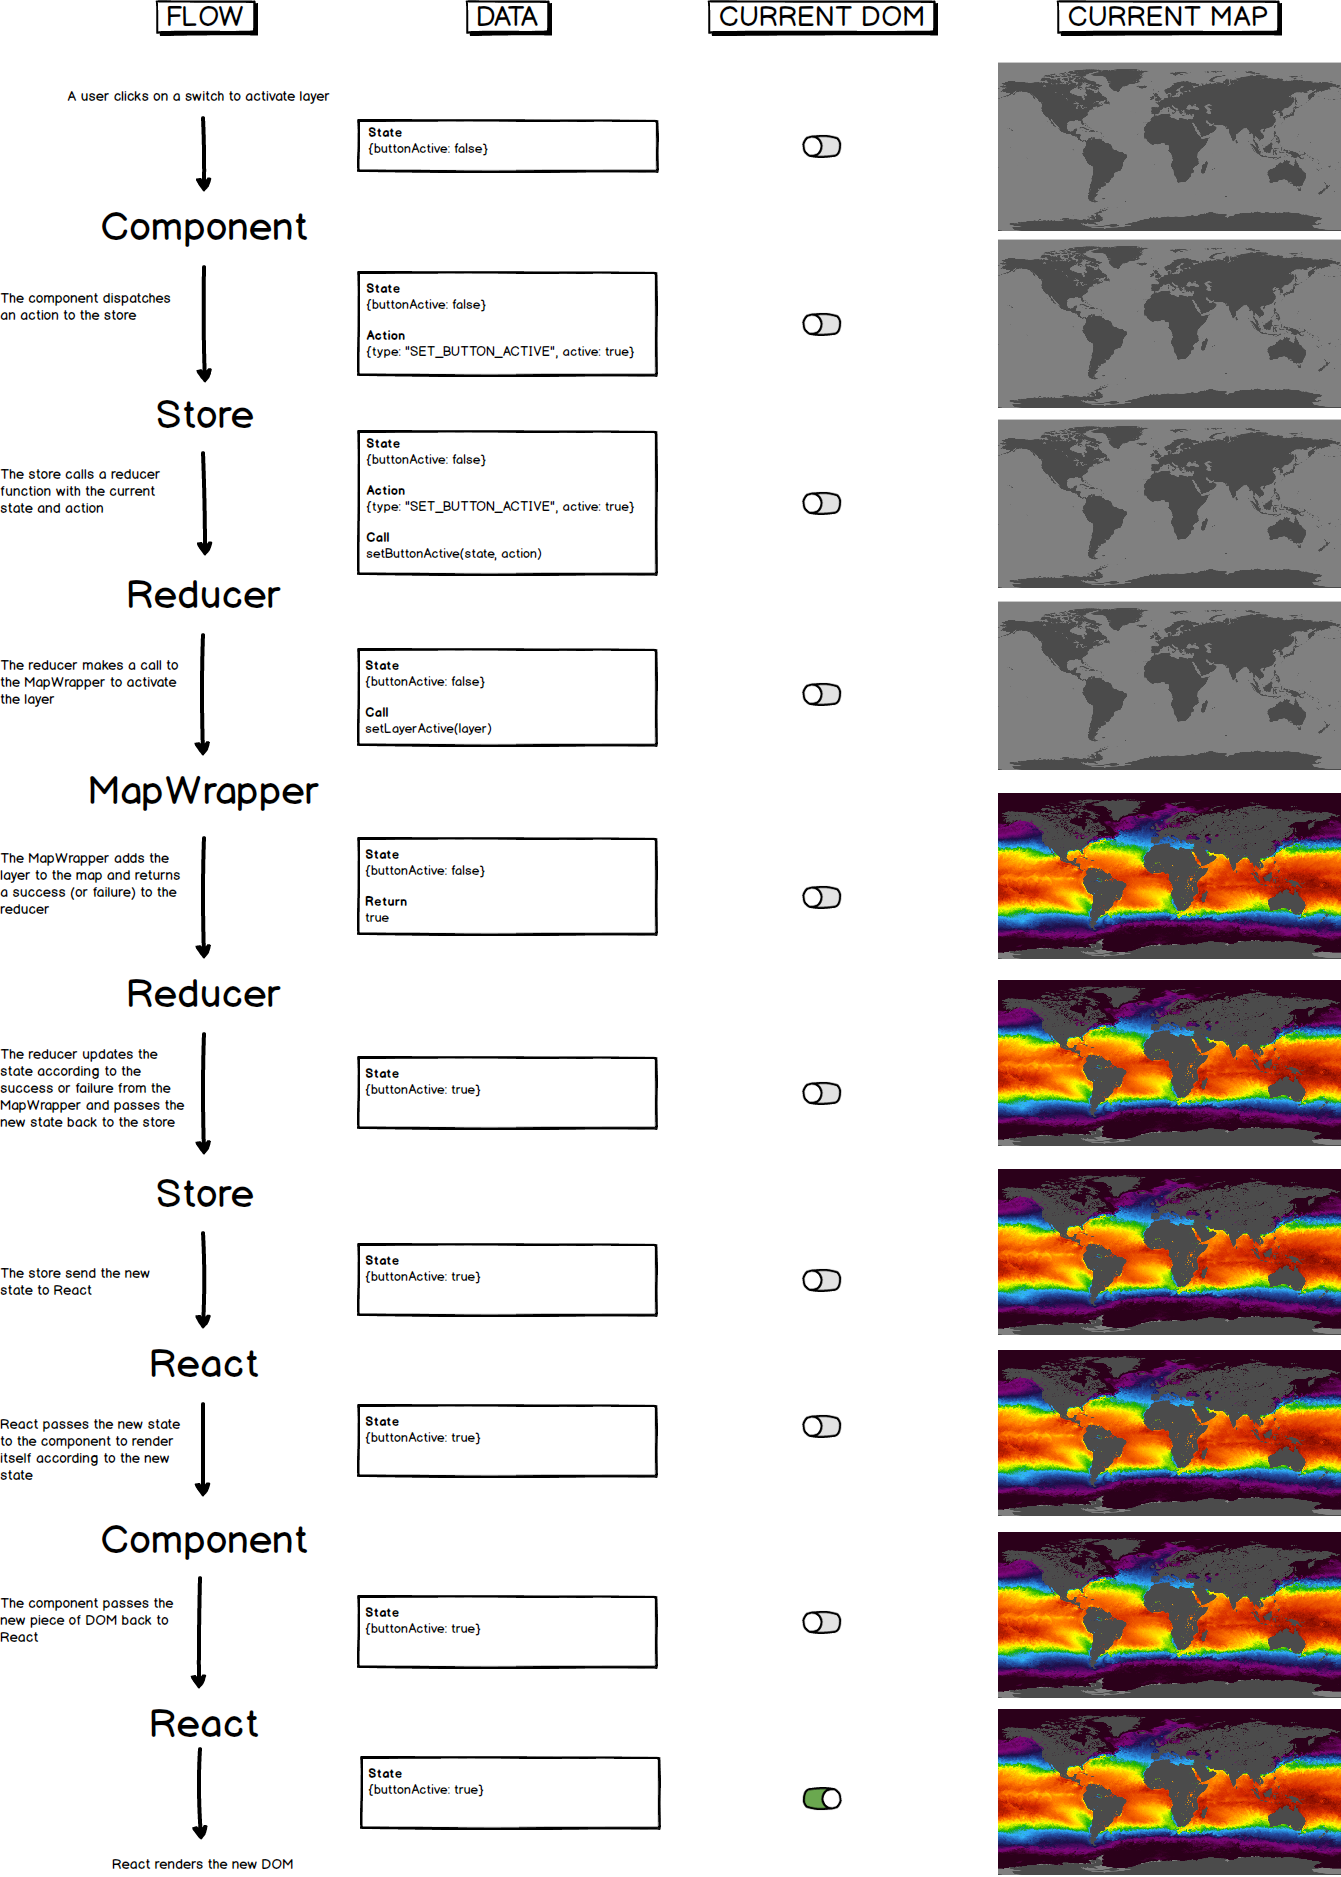 FLOW
DATA
CURRENT DOM
CURRENT MAP
A user clicks on a switch to activate layer
State
{buttonActive: false}
Component
The component dispatches
an action to the store
State
{buttonActive: false}
Action
{type: "SET_BUTTON_ACTIVE", active: true}
Store
The store calls a reducer
function with the current
state and action
State
{buttonActive: false}
Action
{type: "SET_BUTTON_ACTIVE", active: true}
Call
setButtonActive(state, action)
Reducer
The reducer makes a call to
the MapWrapper to activate
the layer
State
{buttonActive: false}
Call
setLayerActive(layer)
MapWrapper
The MapWrapper adds the
layer to the map and returns
a success (or failure) to the
reducer
State
{buttonActive: false}
Return
true
Reducer
The reducer updates the
state according to the
success or failure from the
MapWrapper and passes the
new state back to the store
State
{buttonActive: true}
Store
The store send the new
state to React
State
{buttonActive: true}
React
React passes the new state
to the component to render
itself according to the new
state
State
{buttonActive: true}
Component
The component passes the
new piece of DOM back to
React
State
{buttonActive: true}
React
State
{buttonActive: true}
React renders the new DOM